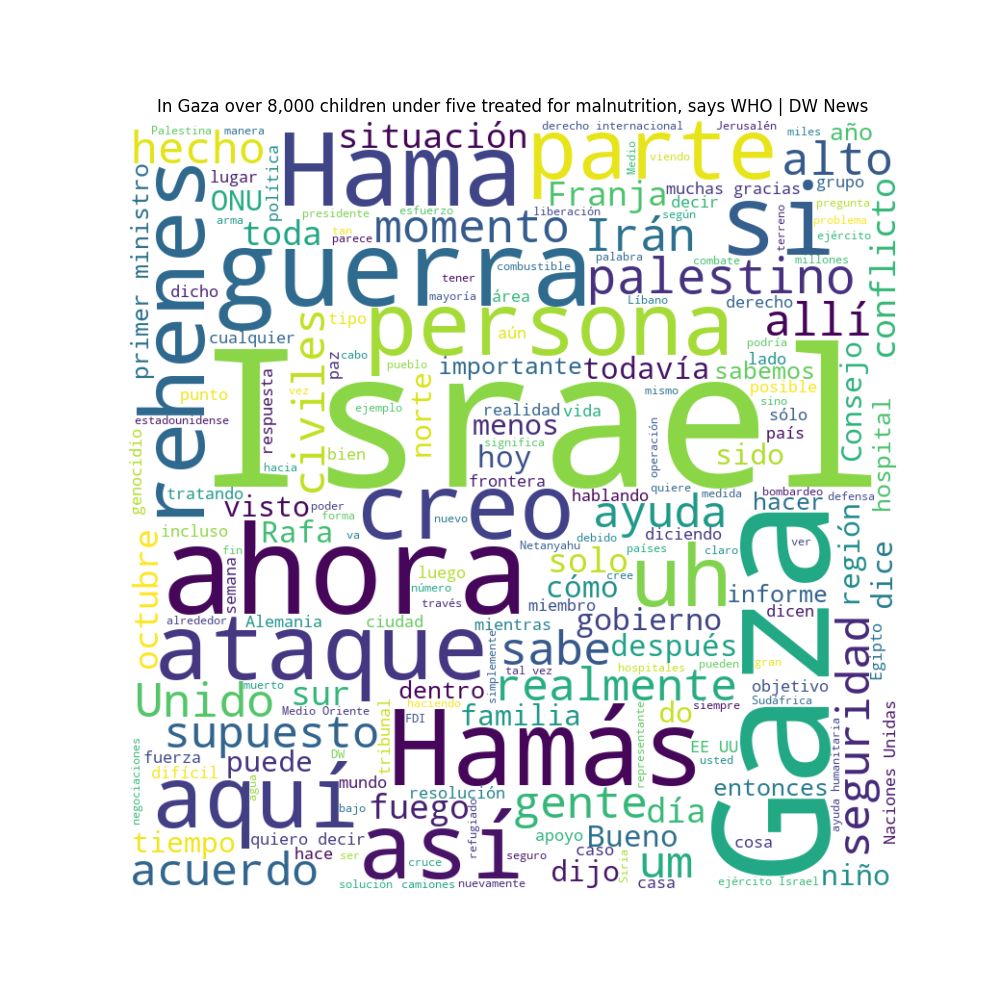 In Gaza over 8,000 children under five treated for malnutrition, says WHO | DW News
Palestina
manera
situación
derecho internacional
Jerusalén
miles
año
hecho
Hama
parte
Medio
viendo
alto
lugar
política
ONU
Franja
muchas gracias
grupo
decir
si
arma
presidente
esfuerzo
liberación
según
terreno
pregunta
problema
toda
tan
parece
momento
Irán
ejército
primer ministro
rehenes
guerra
combustible
palabra
combate
millones
conflicto
palestino
tener
dicho
mayoría
área
Líbano
derecho
allí
tipo
persona
aún
cualquier
civiles
paz
cabo
pueblo
importante
todavía
podría
lado
sabemos
posible
Consejo
Israel
punto
vez
norte
mismo
sino
estadounidense
respuesta
ejemplo
realidad
vida
sólo
menos
país
genocidio
bien
significa
operación
sido
hospital
hacia
hoy
frontera
tratando
visto
poder
creo
hablando
quiere
medida
bombardeo
defensa
hacer
incluso
Rafa
forma
nuevo
ayuda
diciendo
región
va
debido
Netanyahu
octubre
fin
semana
ahora
luego
solo
países
claro
ver
dice
número
cómo
cree
uh
informe
través
miembro
dicen
Gaza
alrededor
Alemania
ciudad
mientras
gobierno
ataque
simplemente
sabe
después
Egipto
tal vez
hospitales
pueden
gran
muerto
Unido
sur
dentro
realmente
objetivo
Sudáfrica
seguridad
Medio Oriente
haciendo
FDI
familia
do
siempre
supuesto
tribunal
Hamás
representante
EE UU
usted
ayuda humanitaria
Naciones Unidas
negociaciones
fuerza
puede
DW
difícil
agua
mundo
resolución
entonces
aquí
bajo
fuego
gente
día
tiempo
quiero decir
así
refugiado
apoyo
Bueno
cosa
hace
ser
cruce
seguro
caso
um
acuerdo
dijo
Siria
niño
solución
camiones
nuevamente
casa
ejército Israel